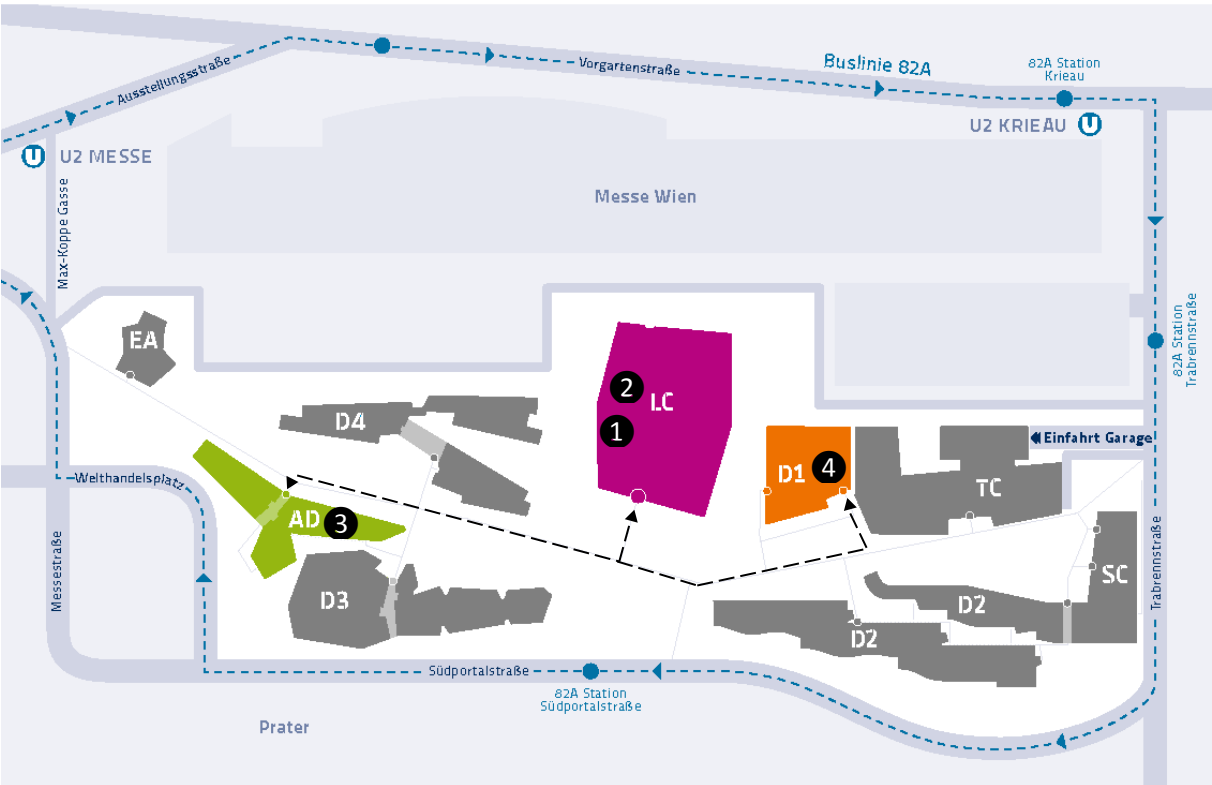 Buslinie 82A
82A Station
Krieau
Vorgartenstraße
Ausstellungsstraße
U2 KRIEAU U
U U2 MESSE
Messe Wien
Max-Koppe Gasse
82A Station
Trabrennstraße
EA
D4
2
LC
1
Einfahrt Garage
D1 4
TC
Welthandelsplatz
AD 3
Messestraße
D3
SC
Trabrennstraße
D2
D2
Südportalstraße
82A Station
Südportalstraße
Prater